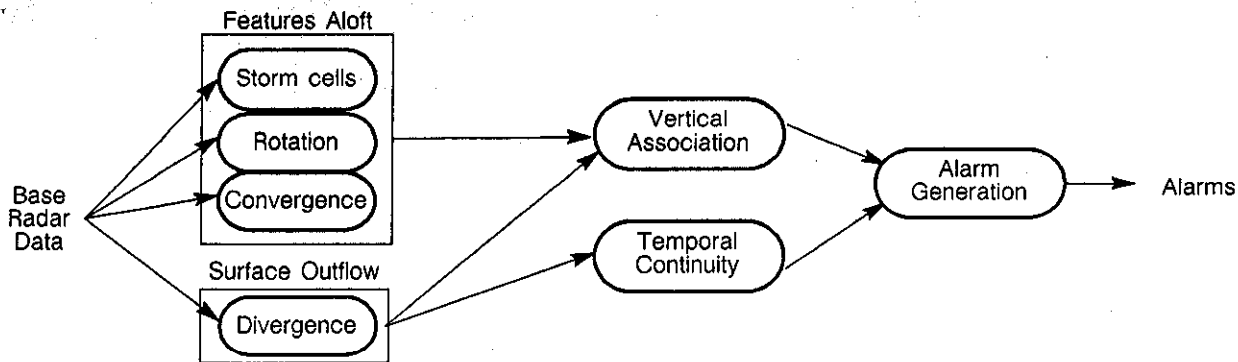 Features Aloft
Storm cells
Rotation
Convergence
Base
Radar
Data
Surface Outflow
Divergence
Vertical
Association
Temporal
Continuity
Alarm
Generation
Alarms